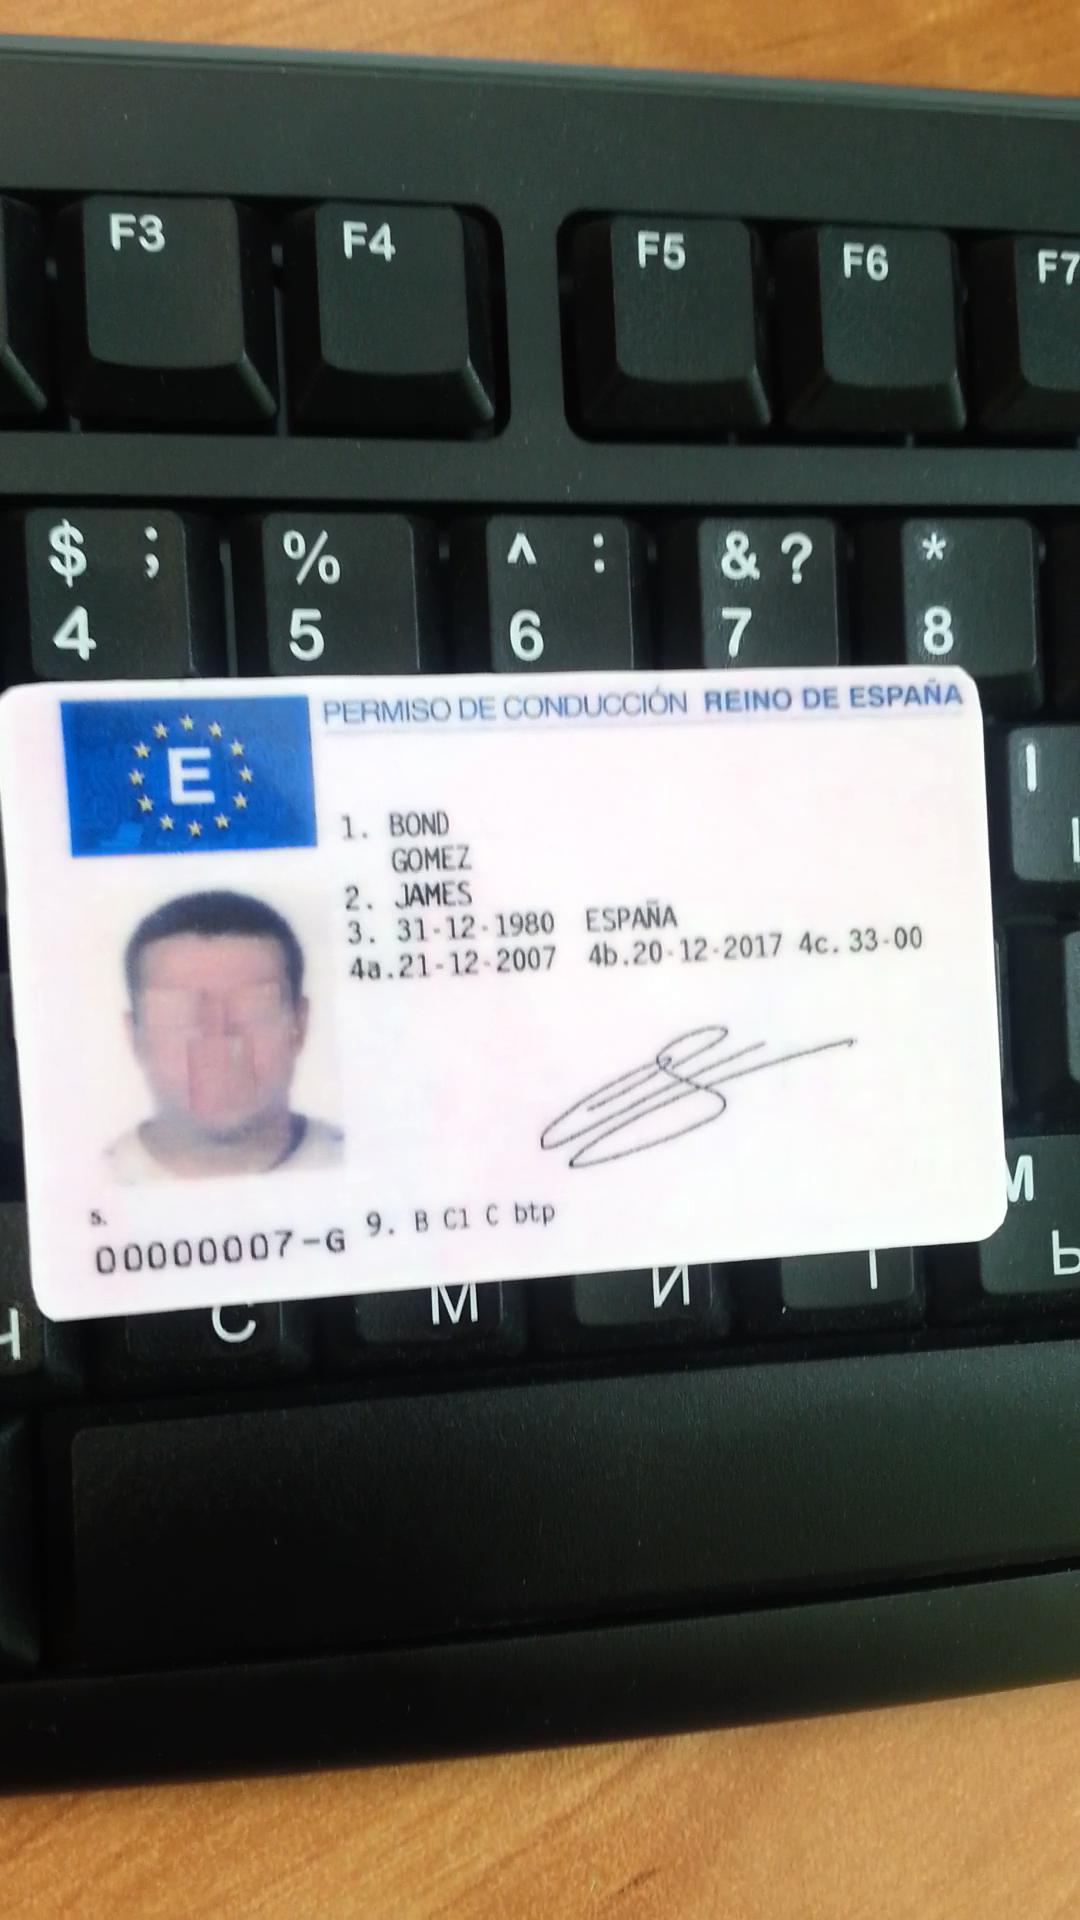 F3 F4 F5 F6 F7
$ ; % ^ : & ? *
4 5 6 7 8
PERMISO DE CONDUCCIÓN REINO DE ESPAÑA
E
1. BOND
GOMEZ
2. JAMES
3. 31-12-1980 ESPAÑA
4a.21-12-2007 4b.20-12-2017 4c.33-00
5.
00000007-G 9. B C1 C btp
М
С М И Ь